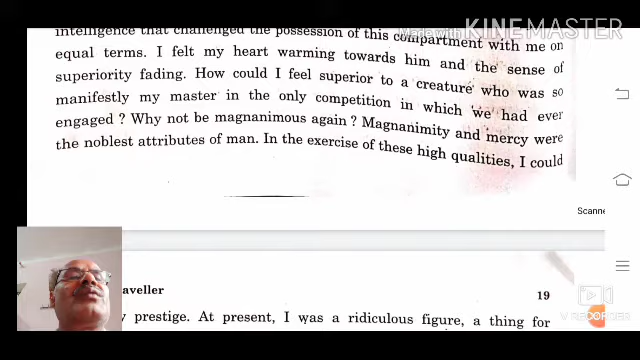 intelligence that challenged the possession of this compartment with me on
Made with KINEMASTER
equal terms. I felt my heart warming towards him and the sense of
superiority fading. How could I feel superior to a creature who was so
manifestly my master in the only competition in which 'we' had ever
engaged ? Why not be magnanimous again ? Magnanimity and mercy were
the noblest attributes of man. In the exercise of these high qualities, I could
Scanne
aveller 19
y prestige. At present, I was a ridiculous figure, a thing for
V RECORDER